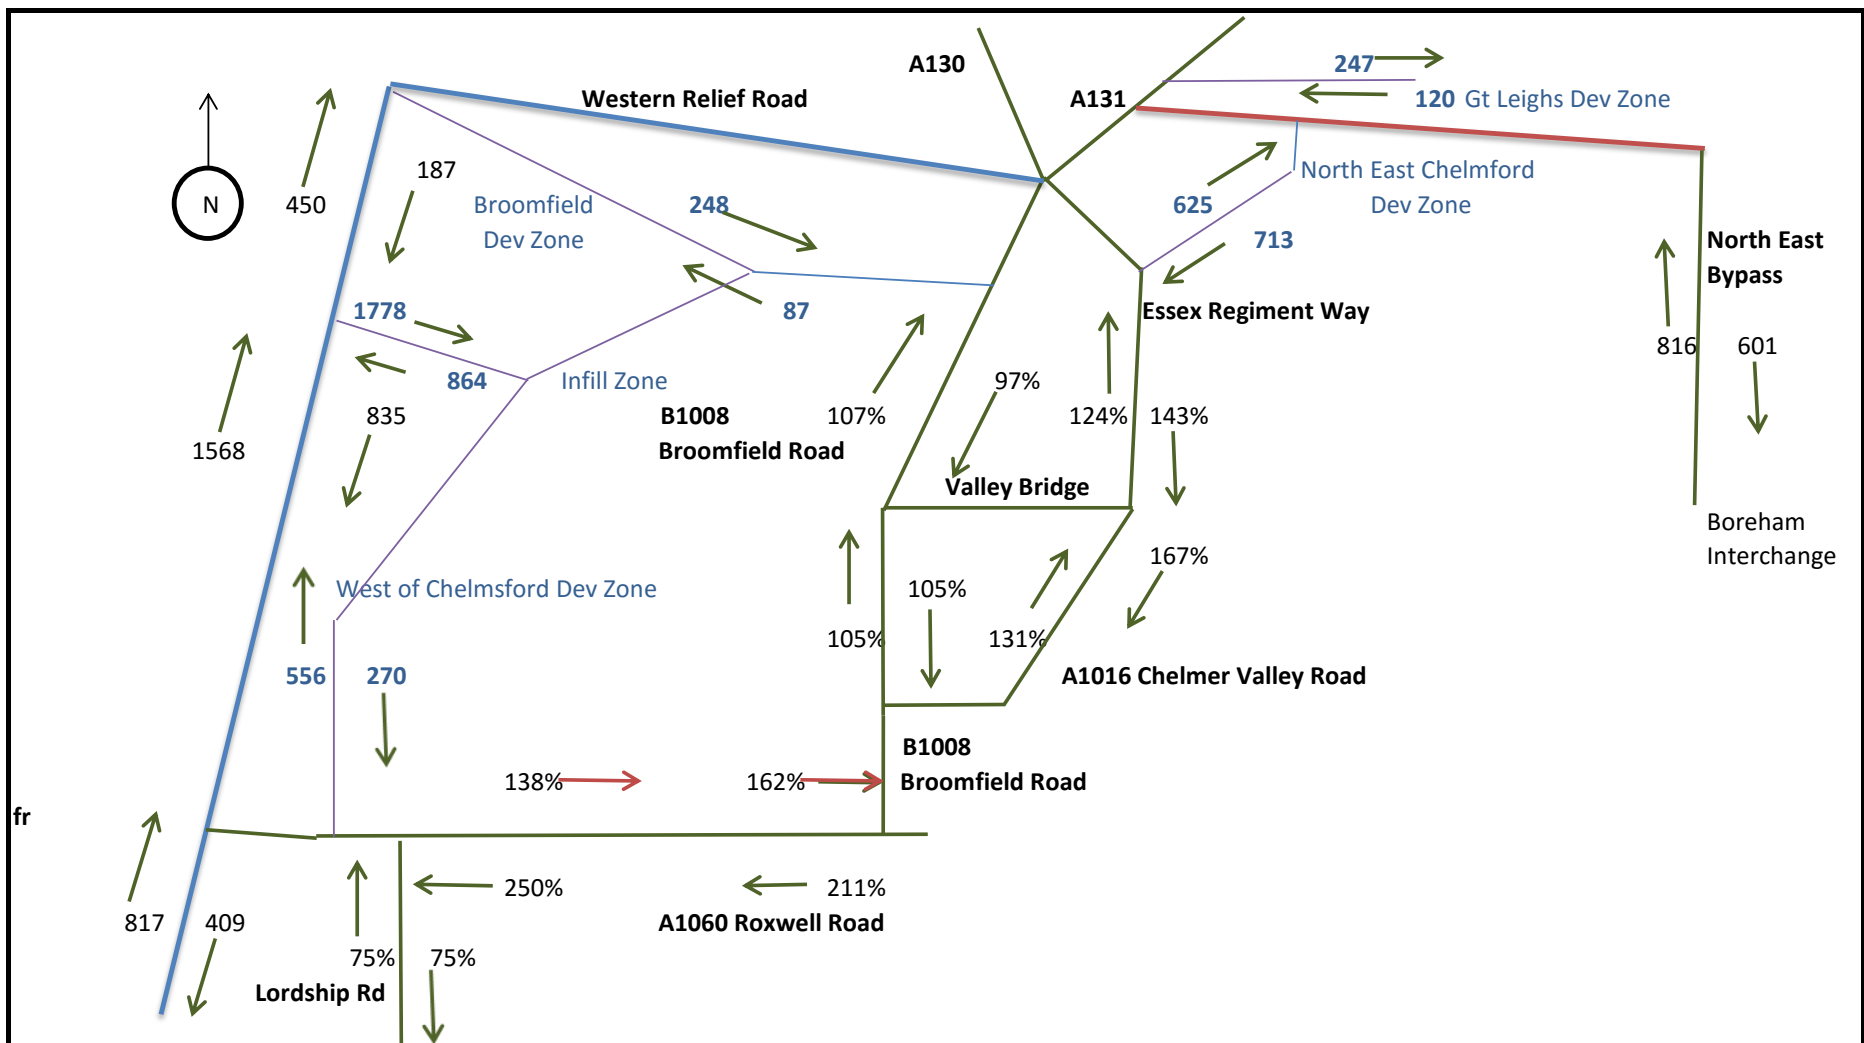 A130
247
Western Relief Road
A131
120 Gt Leighs Dev Zone
187
North East Chelmford
Dev Zone
N
450
Broomfield
Dev Zone
248
625
713
North East
Bypass
1778
87
Essex Regiment Way
816
601
864
Infill Zone
97%
835
B1008
Broomfield Road
107%
124%
143%
1568
Valley Bridge
Boreham
Interchange
167%
West of Chelmsford Dev Zone
105%
105%
131%
556
270
A1016 Chelmer Valley Road
B1008
Broomfield Road
138%
162%
fr
250%
211%
817
409
A1060 Roxwell Road
75%
75%
Lordship Rd